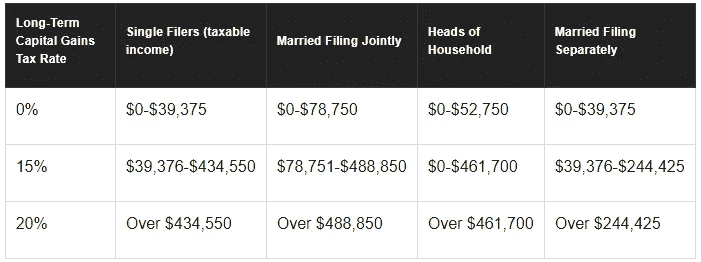 Long-Term
Capital Gains
Tax Rate
Single Filers (taxable
income)
Married Filing Jointly
Heads of
Household
Married Filing
Separately
0%
$0-$39,375
$0-$78,750
$0-$52,750
$0-$39,375
15%
$39,376-$434,550
$78,751-$488,850
$0-$461,700
$39,376-$244,425
20%
Over $434,550
Over $488,850
Over $461,700
Over $244,425